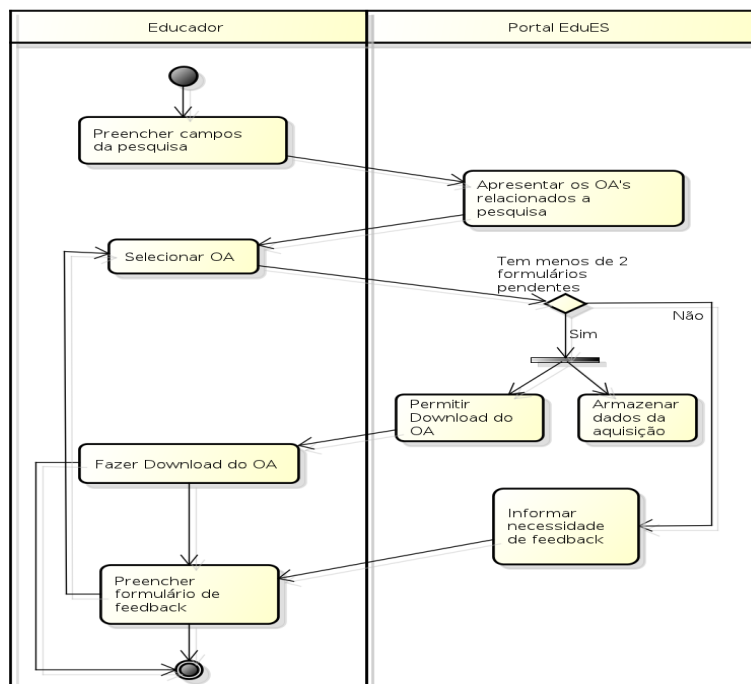 Educador
Portal EduES
Preencher campos
da pesquisa
Apresentar os OA's
relacionados a
pesquisa
Selecionar OA
Tem menos de 2
formulários
pendentes
Não
Sim
Permitir
Download do
OA
Armazenar
dados da
aquisição
Fazer Download do OA
Informar
necessidade
de feedback
Preencher
formulário de
feedback